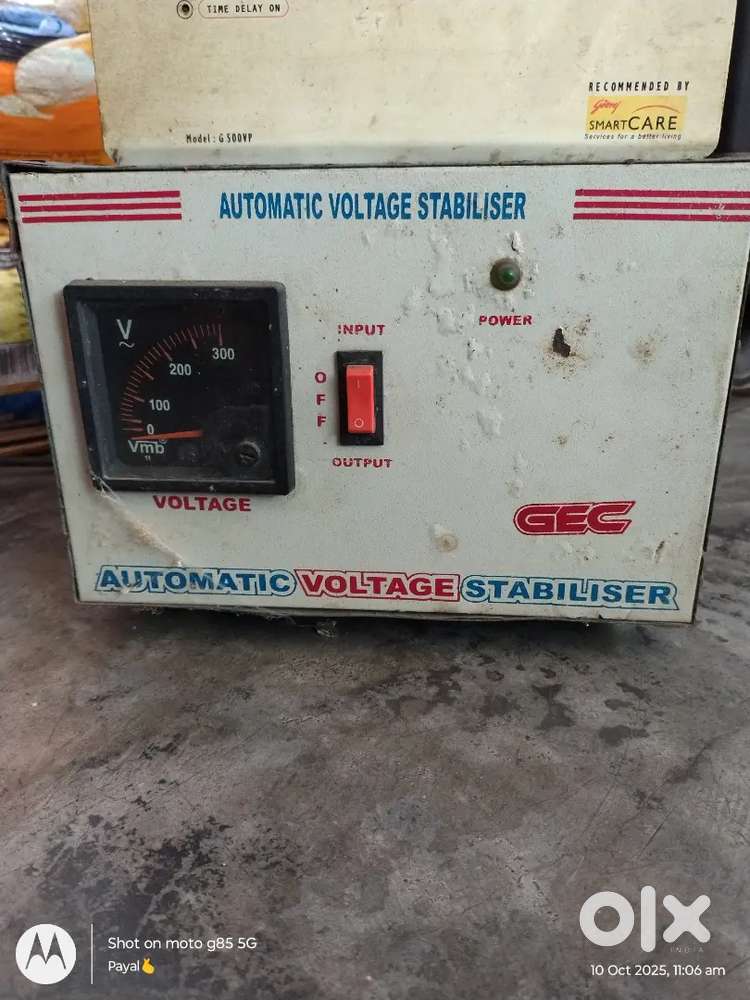 TIME DELAY ON
RECOMMENDED BY
Godrej
SMARTCARE
Services for a better living
Model: G 500VP
AUTOMATIC VOLTAGE STABILISER
V
~
300
200
100
0
Vmb
VOLTAGE
INPUT
OFF
I
O
OUTPUT
POWER
GEC
AUTOMATIC VOLTAGE STABILISER
Shot on moto g85 5G
Payal🫰
olx
INDIA
10 Oct 2025, 11:06 am